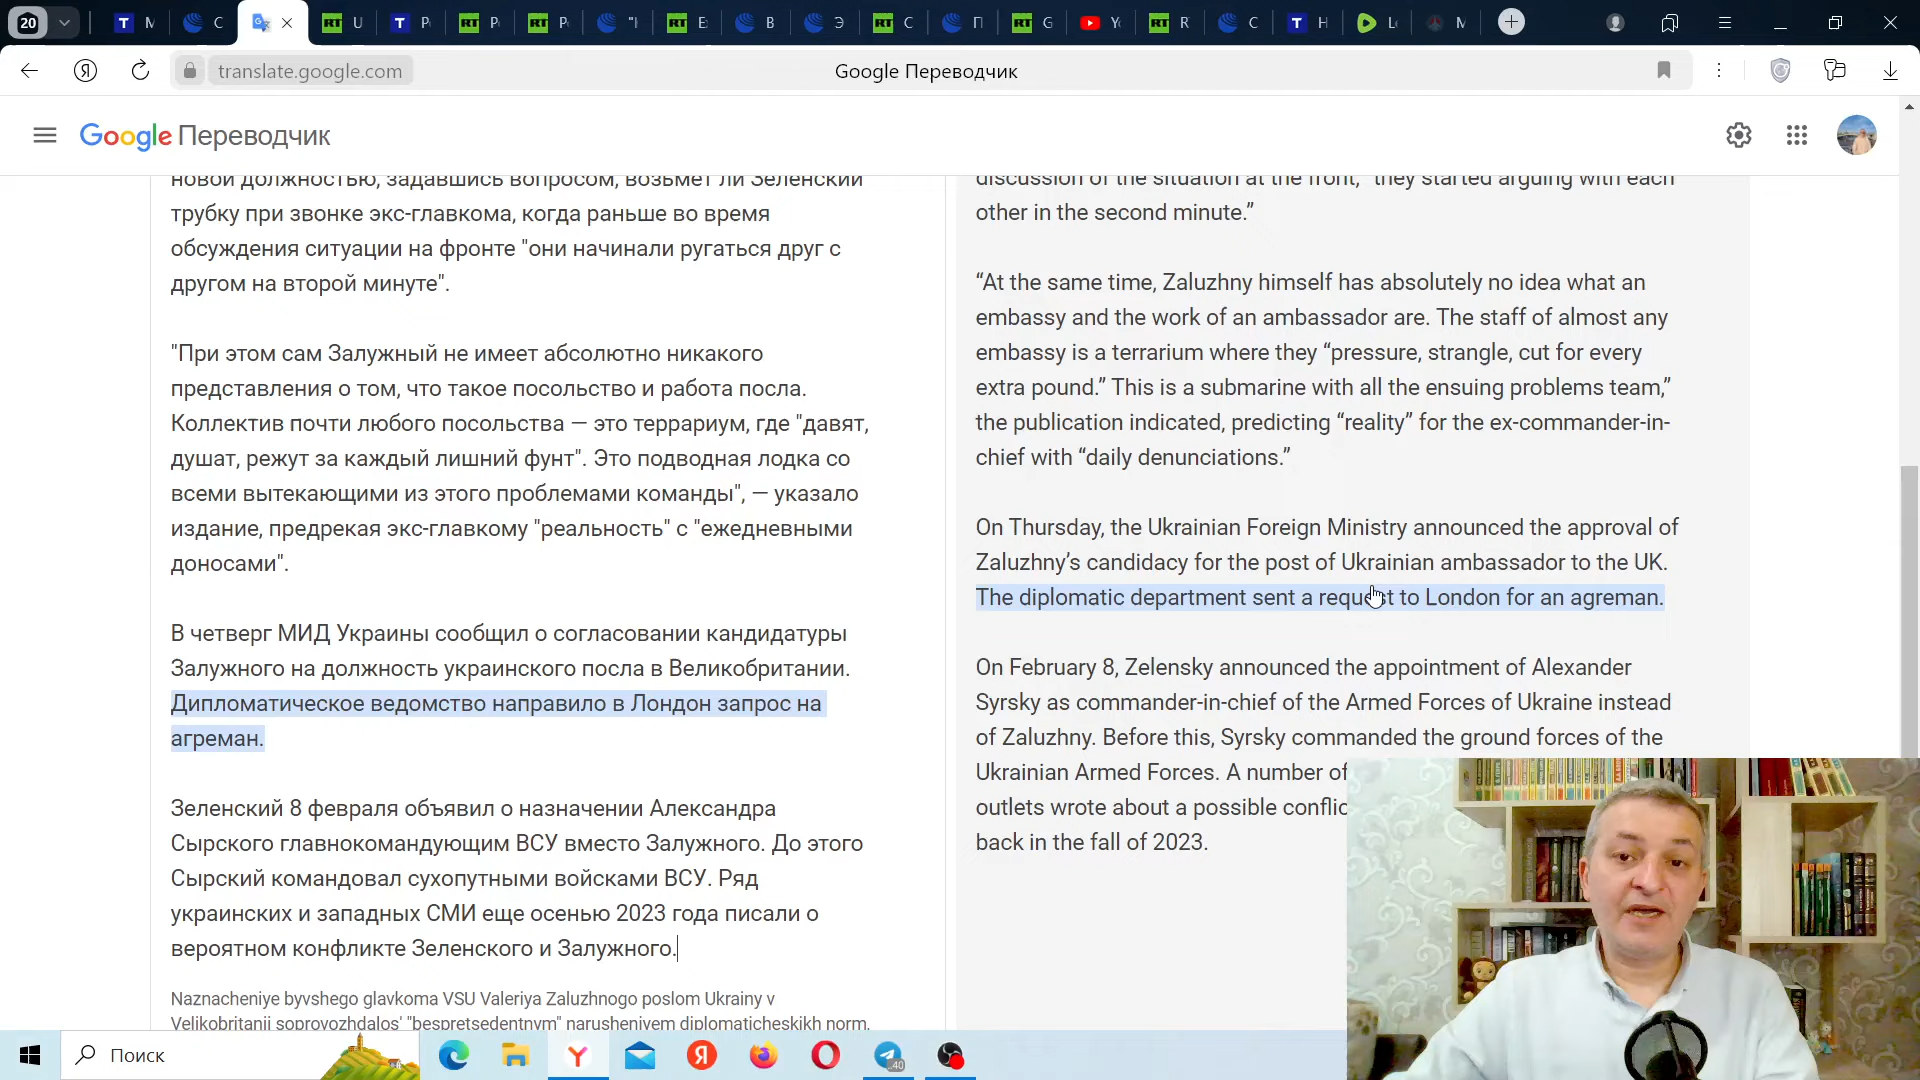 20
T M
C
RT U
T P
RT P
RT P
"I
RT E
B
Э
RT C
П
RT G
Y
RT R
C
T H
L
M
Я
translate.google.com
Google Переводчик
Google Переводчик
новой должностью, задавшись вопросом, возьмет ли Зеленский
трубку при звонке экс-главкома, когда раньше во время
обсуждения ситуации на фронте "они начинали ругаться друг с
другом на второй минуте".
"При этом сам Залужный не имеет абсолютно никакого
представления о том, что такое посольство и работа посла.
Коллектив почти любого посольства — это террариум, где "давят,
душат, режут за каждый лишний фунт". Это подводная лодка со
всеми вытекающими из этого проблемами команды", — указало
издание, предрекая экс-главкому "реальность" с "ежедневными
доносами".
В четверг МИД Украины сообщил о согласовании кандидатуры
Залужного на должность украинского посла в Великобритании.
Дипломатическое ведомство направило в Лондон запрос на
агреман.
Зеленский 8 февраля объявил о назначении Александра
Сырского главнокомандующим ВСУ вместо Залужного. До этого
Сырский командовал сухопутными войсками ВСУ. Ряд
украинских и западных СМИ еще осенью 2023 года писали о
вероятном конфликте Зеленского и Залужного.
Naznacheniye byvshego glavkoma VSU Valeriya Zaluzhnogo poslom Ukrainy v
Velikobritanii soprovozhdalos' "bespretsedentnym" narusheniyem diplomaticheskikh norm,
discussion of the situation at the front, “they started arguing with each
other in the second minute.”
“At the same time, Zaluzhny himself has absolutely no idea what an
embassy and the work of an ambassador are. The staff of almost any
embassy is a terrarium where they “pressure, strangle, cut for every
extra pound.” This is a submarine with all the ensuing problems team,”
the publication indicated, predicting “reality” for the ex-commander-in-
chief with “daily denunciations.”
On Thursday, the Ukrainian Foreign Ministry announced the approval of
Zaluzhny’s candidacy for the post of Ukrainian ambassador to the UK.
The diplomatic department sent a request to London for an agreman.
On February 8, Zelensky announced the appointment of Alexander
Syrsky as commander-in-chief of the Armed Forces of Ukraine instead
of Zaluzhny. Before this, Syrsky commanded the ground forces of the
Ukrainian Armed Forces. A number of
outlets wrote about a possible conflic
back in the fall of 2023.
Поиск
Y
Я
40